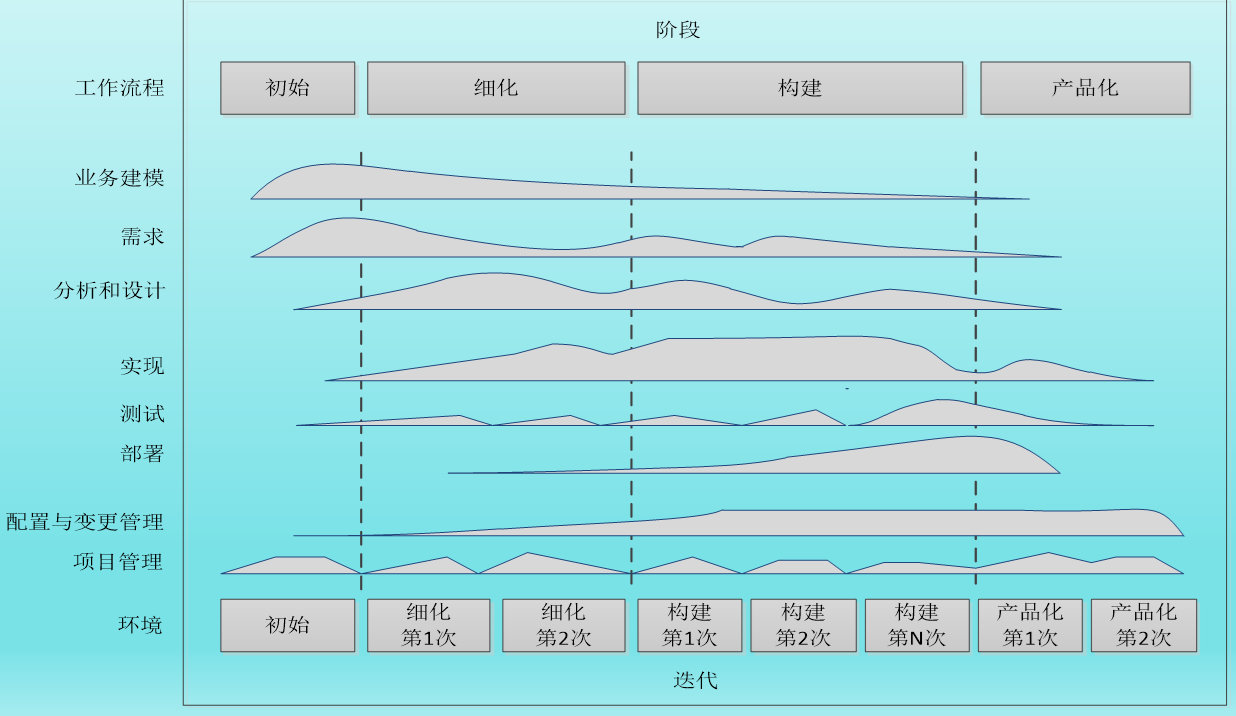 阶段
工作流程
初始
细化
构建
产品化
业务建模
需求
分析和设计
实现
测试
部署
配置与变更管理
项目管理
环境
初始
细化
第1次
细化
第2次
构建
第1次
构建
第2次
构建
第N次
产品化
第1次
产品化
第2次
迭代